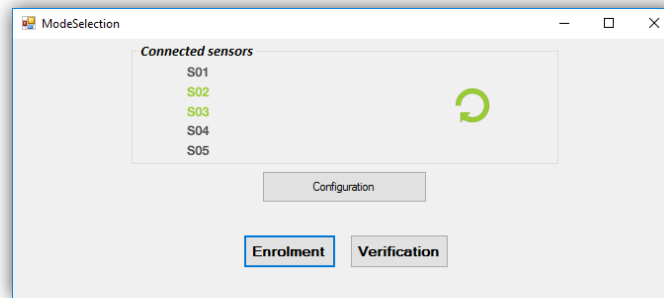 ModeSelection
Connected sensors
S01
S02
S03
S04
S05
Configuration
Enrolment Verification